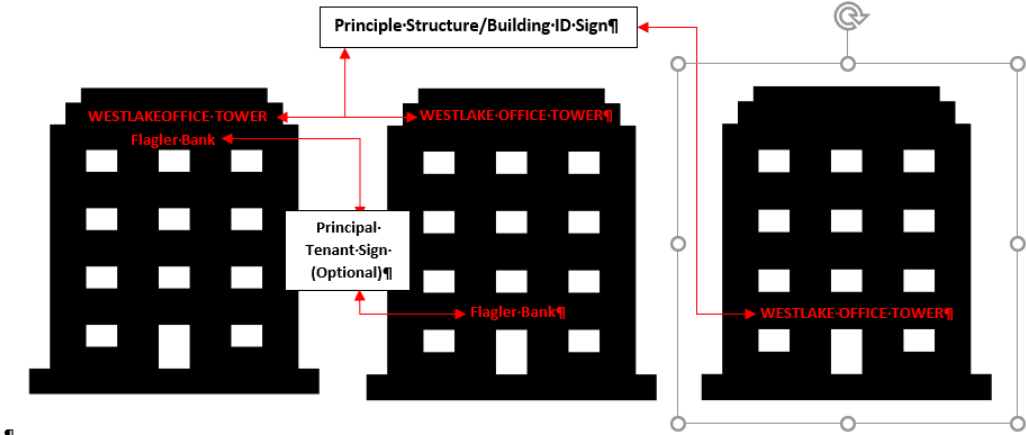 Principle·Structure/Building·ID·Sign¶
WESTLAKEOFFICE·TOWER
WESTLAKE·OFFICE·TOWER¶
Flagler·Bank
Principal·
Tenant·Sign·
(Optional)¶
Flagler·Bank¶
WESTLAKE·OFFICE·TOWER¶
¶